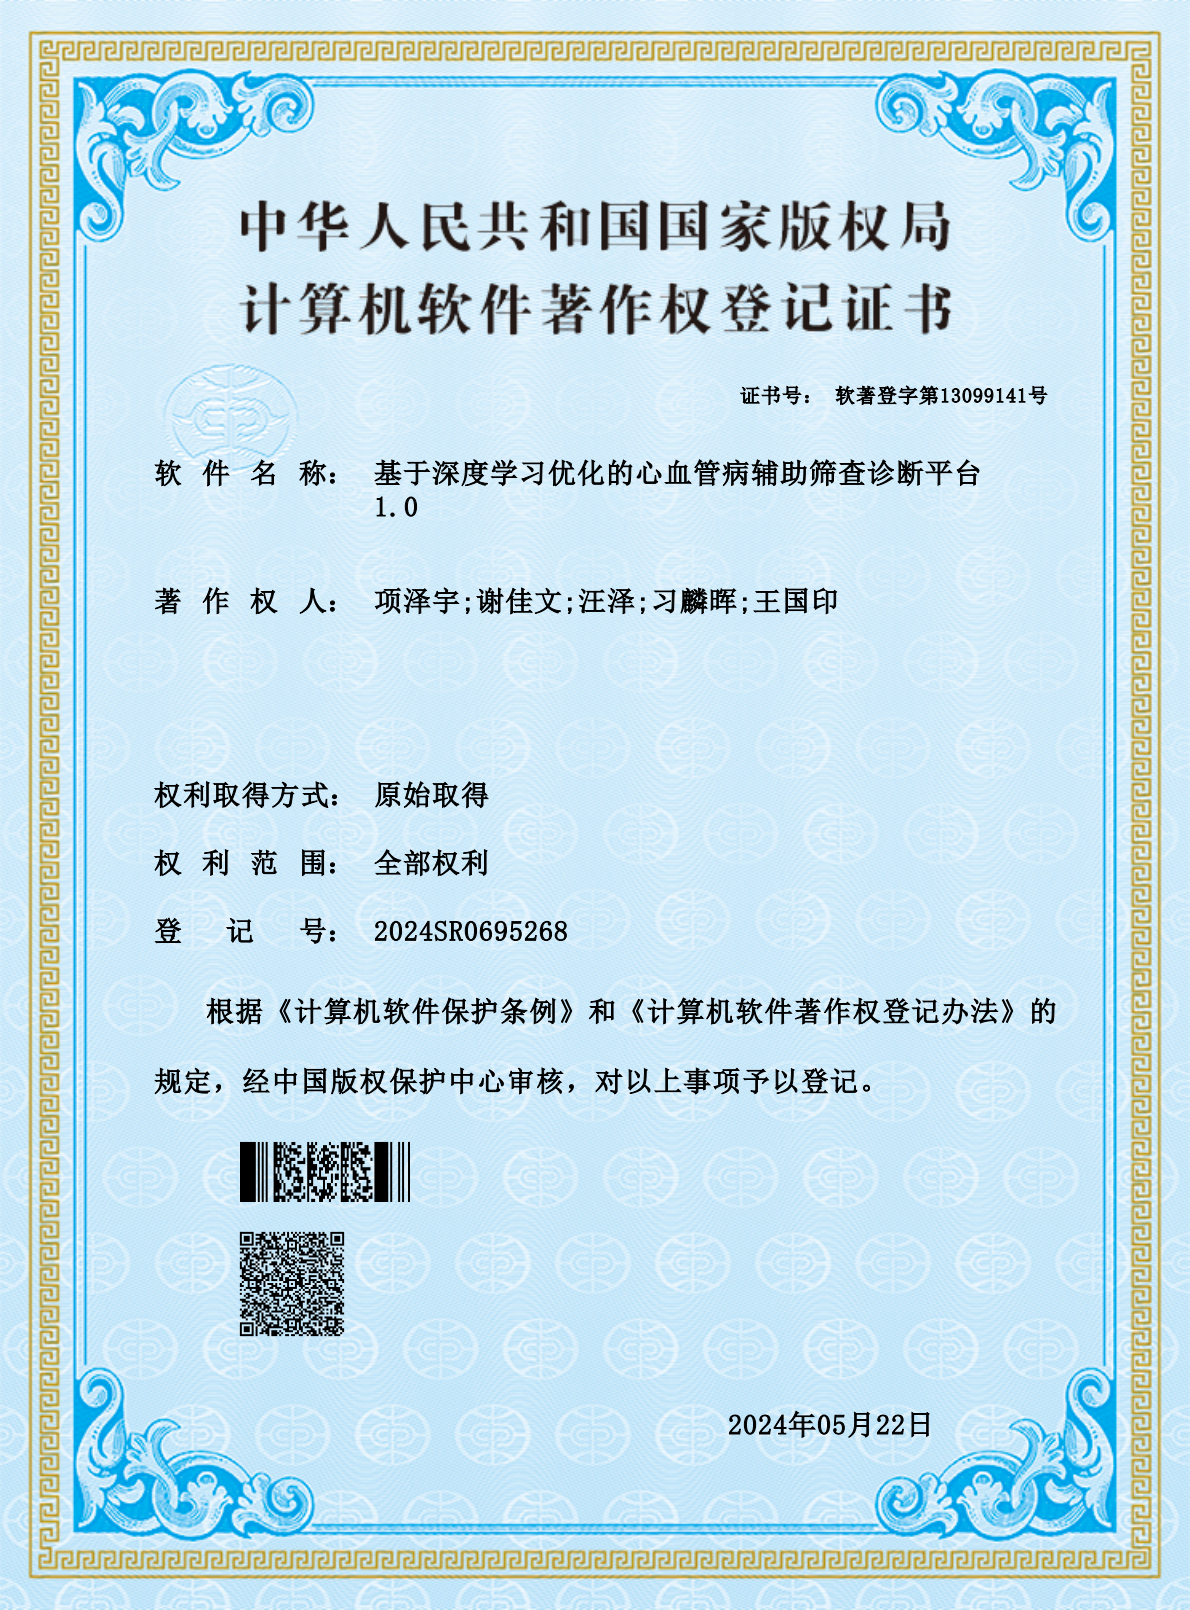 中华人民共和国国家版权局
计算机软件著作权登记证书
证书号： 软著登字第13099141号
软件名称： 基于深度学习优化的心血管病辅助筛查诊断平台
1.0
著作权人： 项泽宇;谢佳文;汪泽;习麟晖;王国印
权利取得方式： 原始取得
权利范围： 全部权利
登记号： 2024SR0695268
根据《计算机软件保护条例》和《计算机软件著作权登记办法》的
规定，经中国版权保护中心审核，对以上事项予以登记。
2024年05月22日